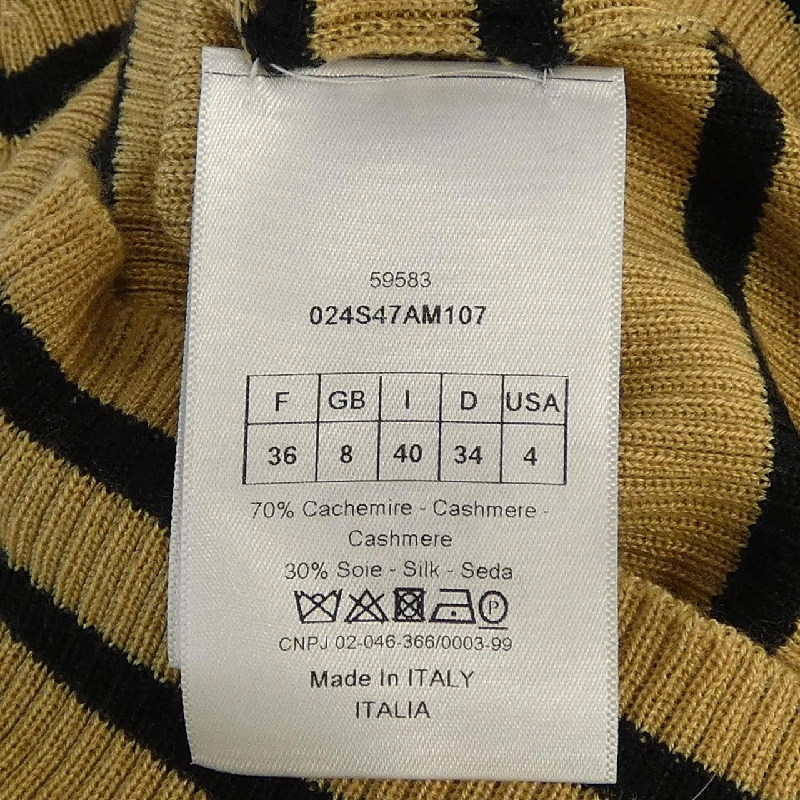 59583
024S47AM107
F GB I D USA
36 8 40 34 4
70% Cachemire - Cashmere -
Cashmere
30% Soie - Silk - Seda
P
CNPJ 02-046-366/0003-99
Made In ITALY
ITALIA